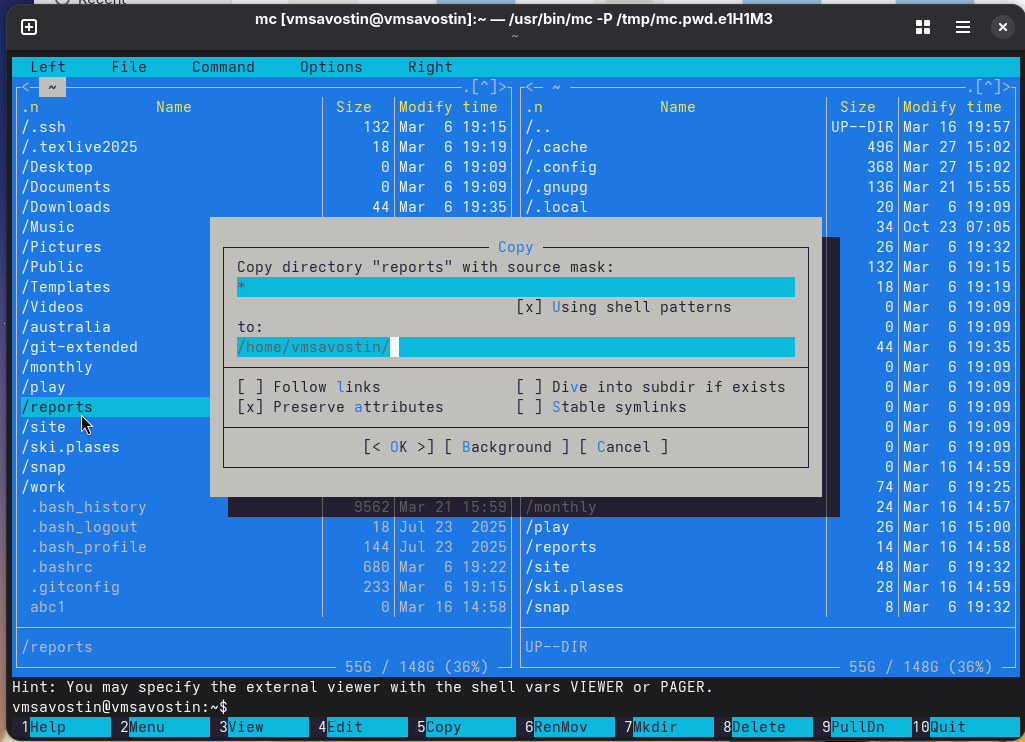 Recent
mc [vmsavostin@vmsavostin]:~ — /usr/bin/mc -P /tmp/mc.pwd.e1H1M3
~
Left File Command Options Right
<─ ~ .[^]> <─ ~ .[^]>
.n Name Size Modify time .n Name Size Modify time
/.ssh 132 Mar 6 19:15 /.. UP--DIR Mar 16 19:57
/.texlive2025 18 Mar 6 19:19 /.cache 496 Mar 27 15:02
/Desktop 0 Mar 6 19:09 /.config 368 Mar 27 15:02
/Documents 0 Mar 6 19:09 /.gnupg 136 Mar 21 15:55
/Downloads 44 Mar 6 19:35 /.local 20 Mar 6 19:09
/Music 34 Oct 23 07:05
/Pictures Copy 26 Mar 6 19:32
/Public Copy directory "reports" with source mask: 132 Mar 6 19:15
/Templates * 18 Mar 6 19:19
/Videos [x] Using shell patterns 0 Mar 6 19:09
/australia to: 0 Mar 6 19:09
/git-extended /home/vmsavostin/ 44 Mar 6 19:35
/monthly 0 Mar 6 19:09
/play [ ] Follow links [ ] Dive into subdir if exists 0 Mar 6 19:09
/reports [x] Preserve attributes [ ] Stable symlinks 0 Mar 6 19:09
/site 0 Mar 6 19:09
/ski.plases [< OK >] [ Background ] [ Cancel ] 0 Mar 6 19:09
/snap 0 Mar 16 14:59
/work 74 Mar 6 19:25
.bash_history 9562 Mar 21 15:59 /monthly 24 Mar 16 14:57
.bash_logout 18 Jul 23 2025 /play 26 Mar 16 15:00
.bash_profile 144 Jul 23 2025 /reports 14 Mar 16 14:58
.bashrc 680 Mar 6 19:22 /site 48 Mar 6 19:32
.gitconfig 233 Mar 6 19:15 /ski.plases 28 Mar 16 14:59
abc1 0 Mar 16 14:58 /snap 8 Mar 6 19:32
/reports UP--DIR
55G / 148G (36%) 55G / 148G (36%)
Hint: You may specify the external viewer with the shell vars VIEWER or PAGER.
vmsavostin@vmsavostin:~$
1Help 2Menu 3View 4Edit 5Copy 6RenMov 7Mkdir 8Delete 9PullDn 10Quit